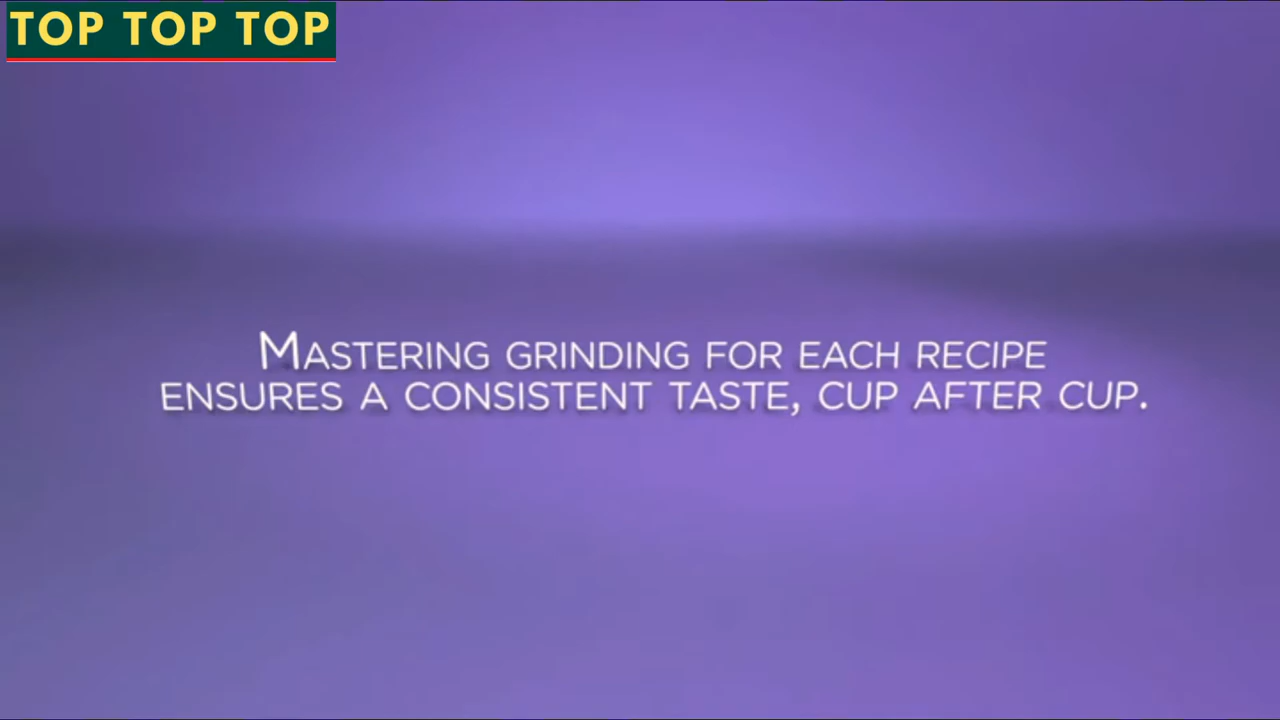 TOP TOP TOP
MASTERING GRINDING FOR EACH RECIPE
ENSURES A CONSISTENT TASTE, CUP AFTER CUP.